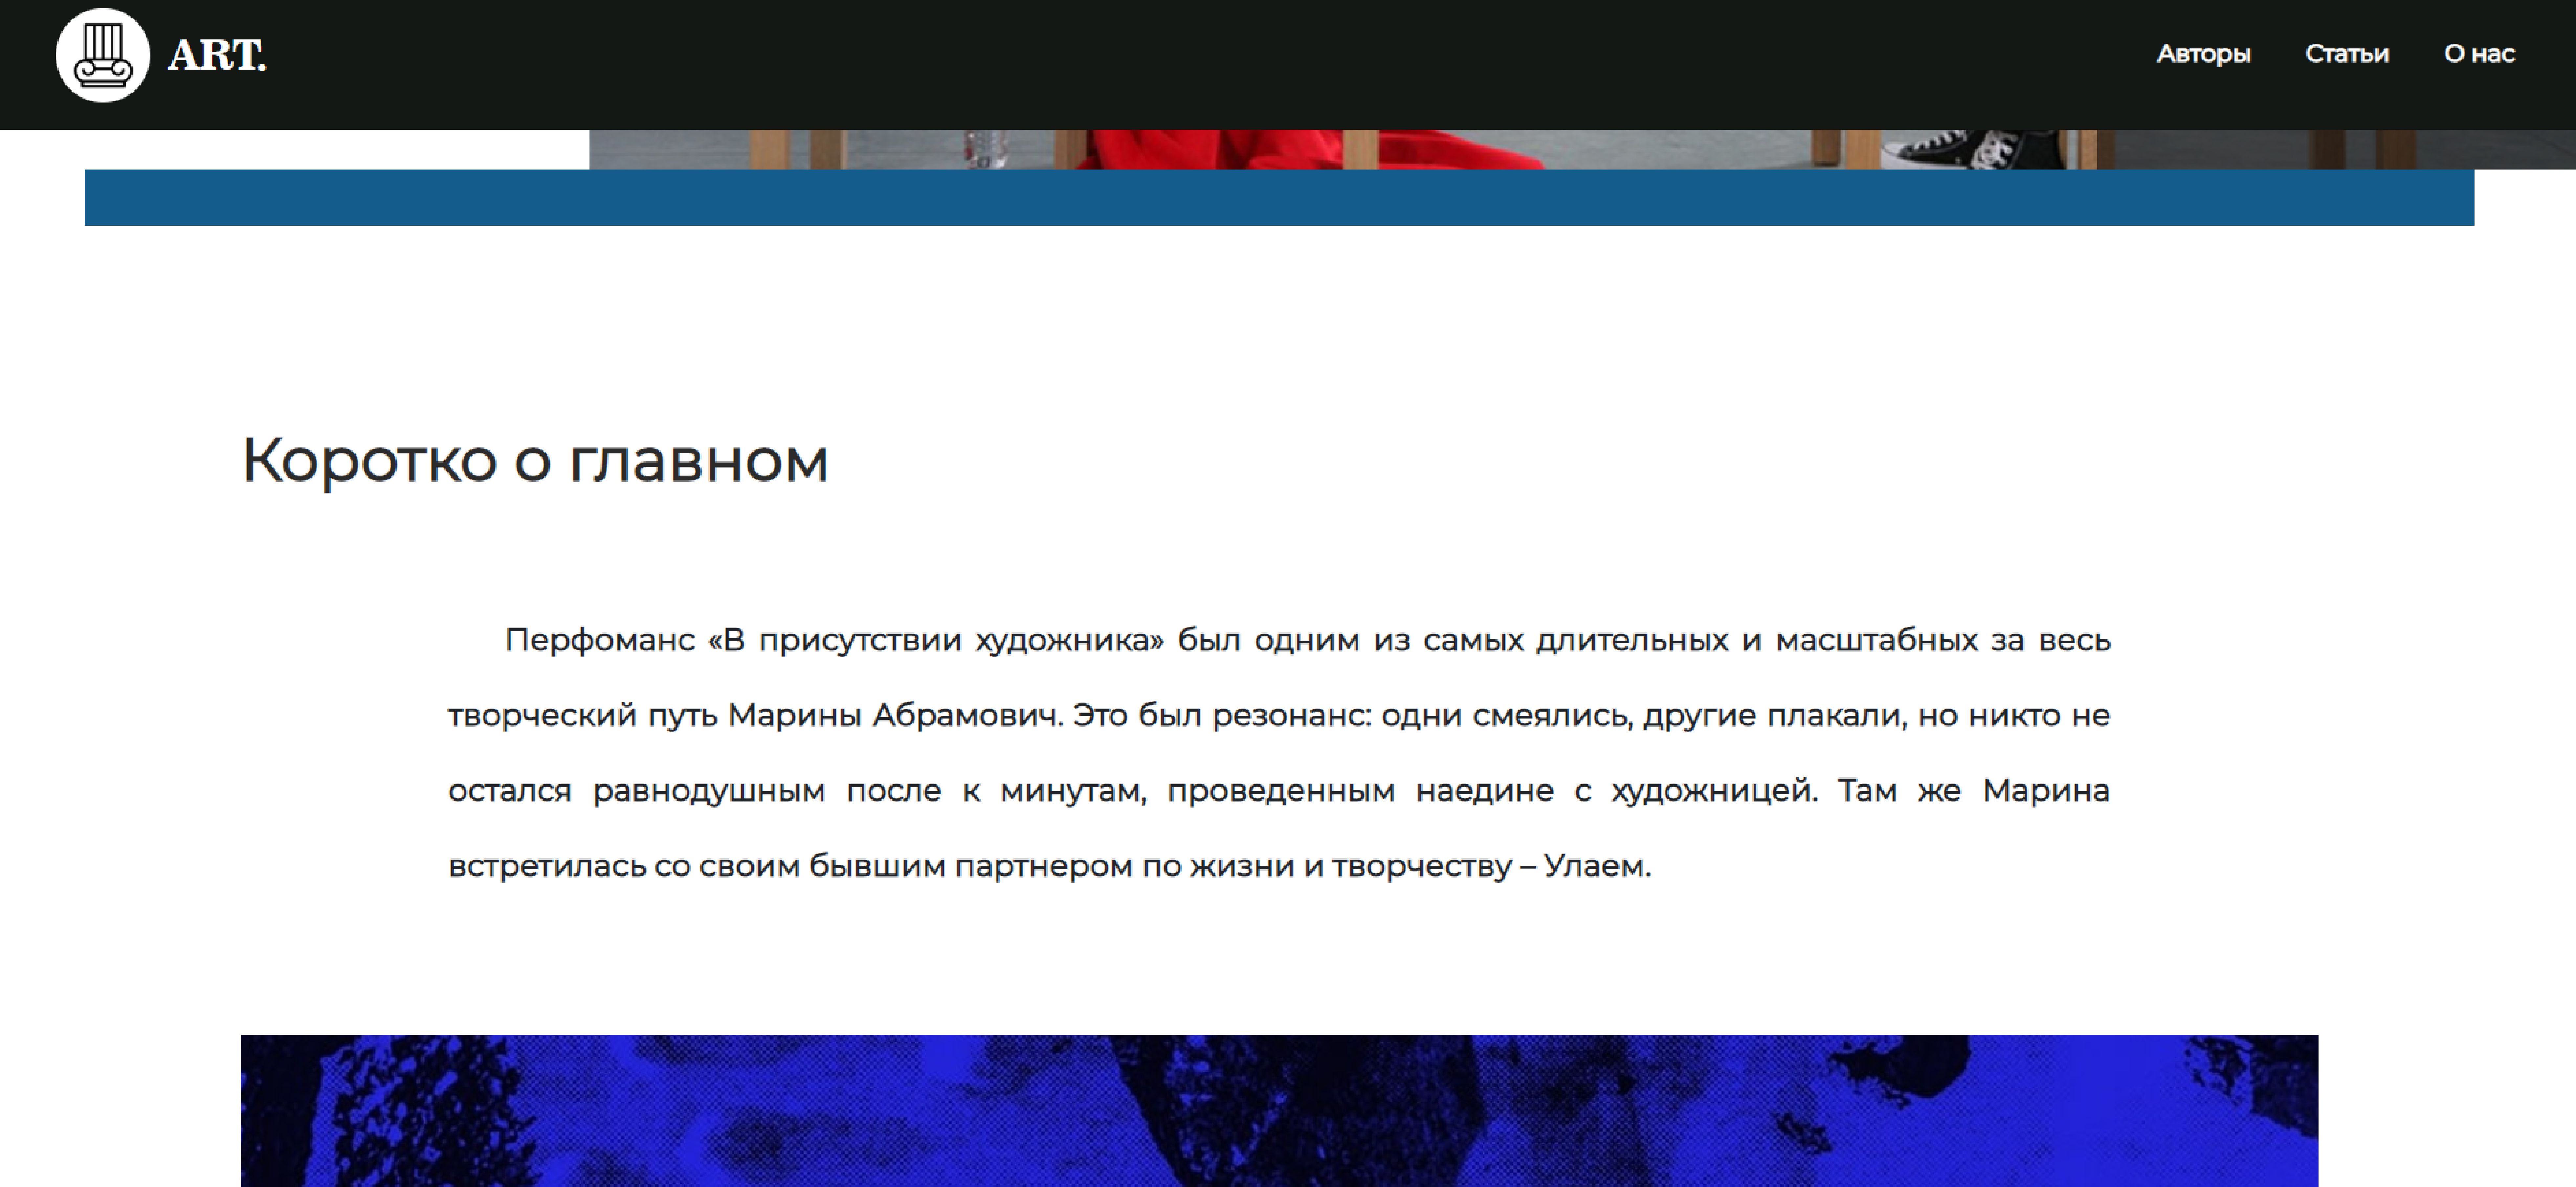 ART.
Авторы Статьи О нас
Коротко о главном
Перфоманс «В присутствии художника» был одним из самых длительных и масштабных за весь
творческий путь Марины Абрамович. Это был резонанс: одни смеялись, другие плакали, но никто не
остался равнодушным после к минутам, проведенным наедине с художницей. Там же Марина
встретилась со своим бывшим партнером по жизни и творчеству – Улаем.